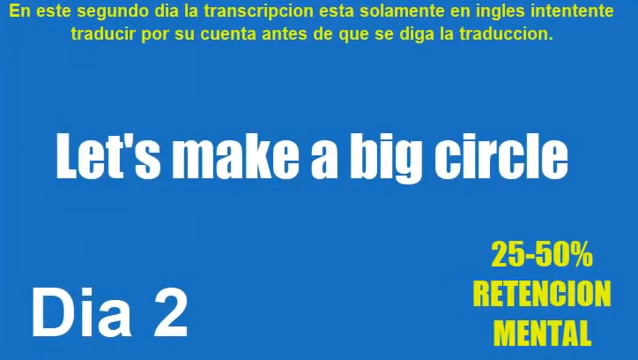 En este segundo dia la transcripcion esta solamente en ingles intentente
traducir por su cuenta antes de que se diga la traduccion.
Let's make a big circle
Dia 2
25-50%
RETENCION
MENTAL